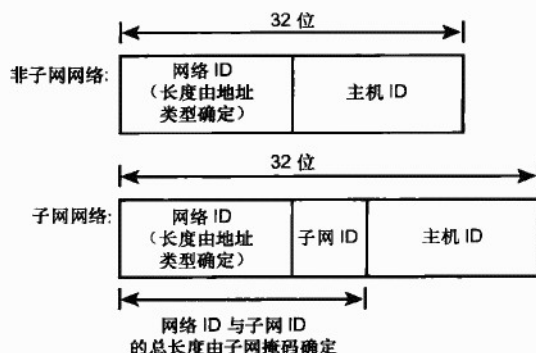 32 位
非子网网络:
网络 ID
（长度由地址
类型确定）
主机 ID
32 位
子网网络:
网络 ID
（长度由地址
类型确定）
子网 ID
主机 ID
网络 ID 与子网 ID
的总长度由子网掩码确定